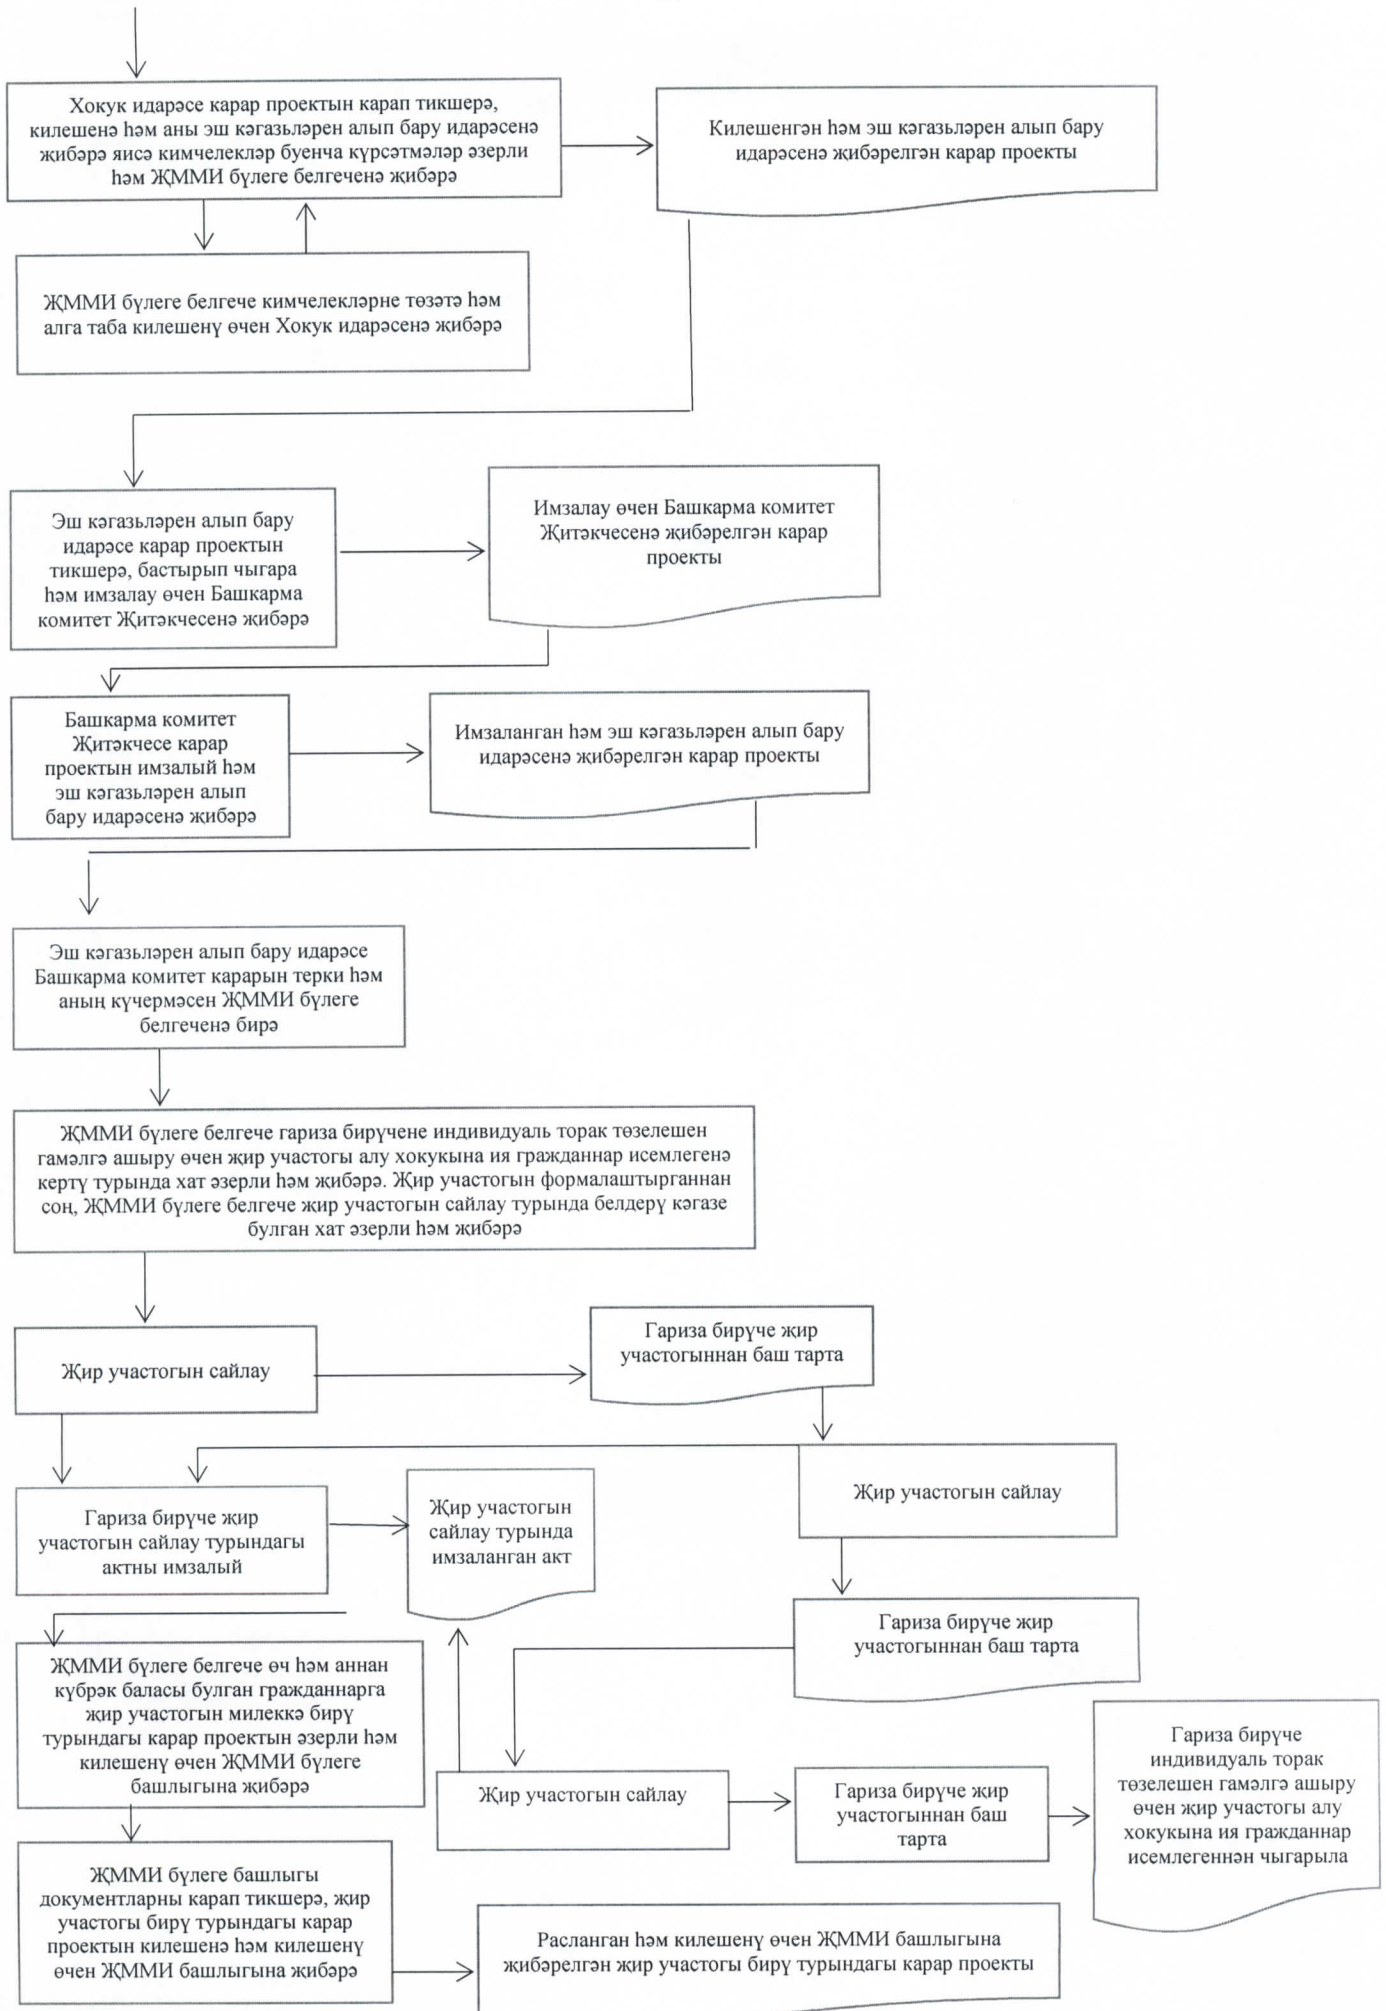 Хокук идарәсе карар проектын карап тикшерә,
килешенә һәм аны эш кәгазьләрен алып бару идарәсенә
җибәрә яисә кимчелекләр буенча күрсәтмәләр әзерли
һәм ҖММИ бүлеге белгеченә җибәрә
Килешенгән һәм эш кәгазьләрен алып бару
идарәсенә җибәрелгән карар проекты
ҖММИ бүлеге белгече кимчелекләрне төзәтә һәм
алга таба килешенү өчен Хокук идарәсенә җибәрә
Эш кәгазьләрен алып бару
идарәсе карар проектын
тикшерә, бастырып чыгара
һәм имзалау өчен Башкарма
комитет Җитәкчесенә җибәрә
Имзалау өчен Башкарма комитет
Җитәкчесенә җибәрелгән карар
проекты
Башкарма комитет
Җитәкчесе карар
проектын имзалый һәм
эш кәгазьләрен алып
бару идарәсенә җибәрә
Имзаланган һәм эш кәгазьләрен алып бару
идарәсенә җибәрелгән карар проекты
Эш кәгазьләрен алып бару идарәсе
Башкарма комитет карарын терки һәм
аның күчермәсен ҖММИ бүлеге
белгеченә бирә
ҖММИ бүлеге белгече гариза бирүчене индивидуаль торак төзелешен
гамәлгә ашыру өчен җир участогы алу хокукына ия гражданнар исемлегенә
кертү турында хат әзерли һәм җибәрә. Җир участогын формалаштырганнан
соң, ҖММИ бүлеге белгече җир участогын сайлау турында белдерү кәгазе
булган хат әзерли һәм җибәрә
Җир участогын сайлау
Гариза бирүче җир
участогыннан баш тарта
Гариза бирүче җир
участогын сайлау турындагы
актны имзалый
Җир участогын
сайлау турында
имзаланган акт
Җир участогын сайлау
Гариза бирүче җир
участогыннан баш тарта
ҖММИ бүлеге белгече өч һәм аннан
күбрәк баласы булган гражданнарга
җир участогын милеккә бирү
турындагы карар проектын әзерли һәм
килешенү өчен ҖММИ бүлеге
башлыгына җибәрә
Җир участогын сайлау
Гариза бирүче җир
участогыннан баш
тарта
Гариза бирүче
индивидуаль торак
төзелешен гамәлгә ашыру
өчен җир участогы алу
хокукына ия гражданнар
исемлегеннән чыгарыла
ҖММИ бүлеге башлыгы
документларны карап тикшерә, җир
участогы бирү турындагы карар
проектын килешенә һәм килешенү
өчен ҖММИ башлыгына җибәрә
Расланган һәм килешенү өчен ҖММИ башлыгына
җибәрелгән җир участогы бирү турындагы карар проекты